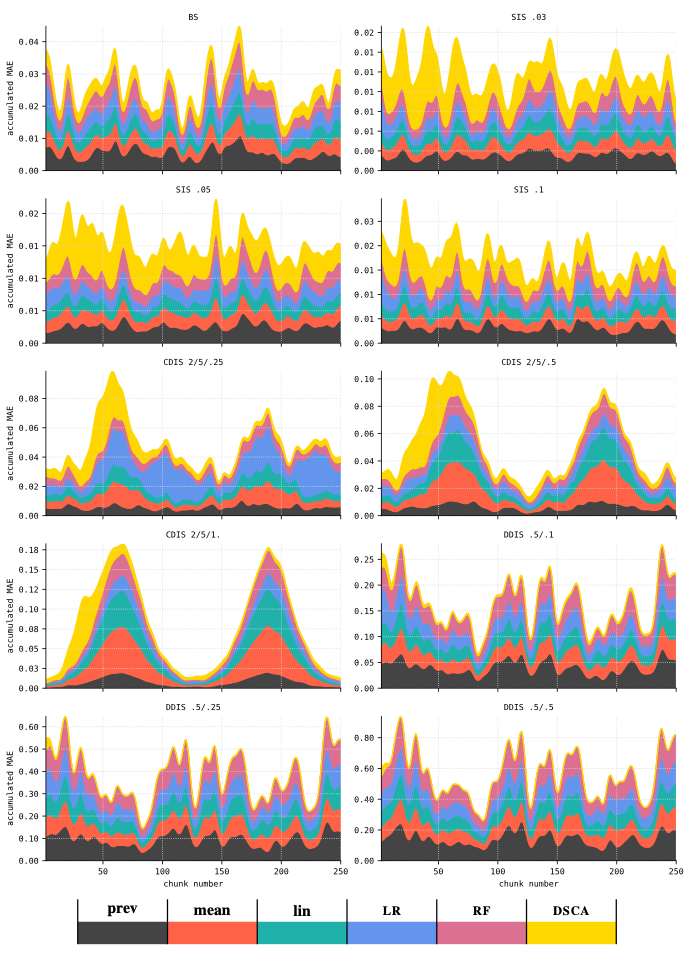 BS
SIS .03
accumulated MAE
0.04
0.03
0.02
0.01
0.00
0.02
0.01
0.01
0.01
0.01
0.00
0.00
SIS .05
SIS .1
accumulated MAE
0.02
0.01
0.01
0.01
0.00
0.03
0.02
0.01
0.01
0.00
CDIS 2/5/.25
CDIS 2/5/.5
accumulated MAE
0.08
0.06
0.04
0.02
0.00
0.10
0.08
0.06
0.04
0.02
0.00
CDIS 2/5/1.
DDIS .5/.1
accumulated MAE
0.18
0.15
0.12
0.10
0.08
0.05
0.03
0.00
0.25
0.20
0.15
0.10
0.05
0.00
DDIS .5/.25
DDIS .5/.5
accumulated MAE
0.60
0.50
0.40
0.30
0.20
0.10
0.00
0.80
0.60
0.40
0.20
0.00
50 100 150 200 250
50 100 150 200 250
chunk number
chunk number
prev mean lin LR RF DSCA